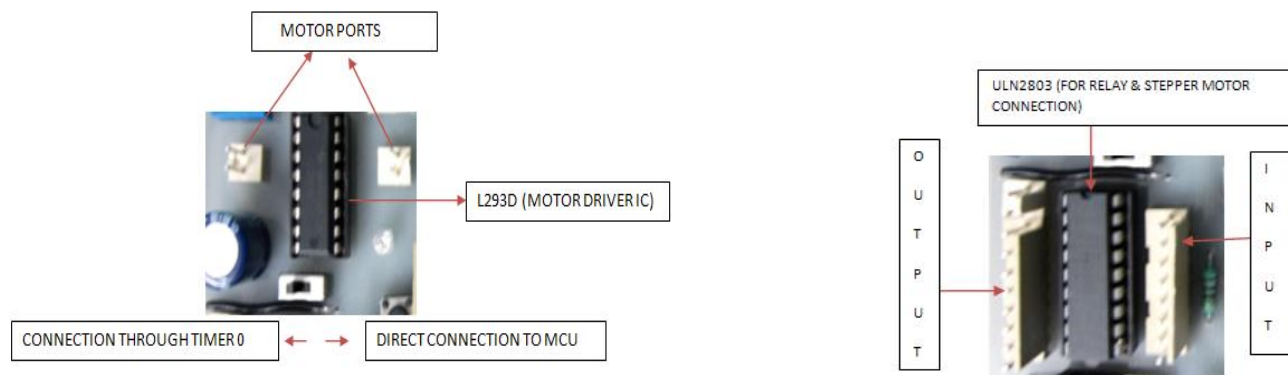 MOTOR PORTS
L293D (MOTOR DRIVER IC)
CONNECTION THROUGH TIMER 0
DIRECT CONNECTION TO MCU
ULN2803 (FOR RELAY & STEPPER MOTOR
CONNECTION)
O
U
T
P
U
T
I
N
P
U
T